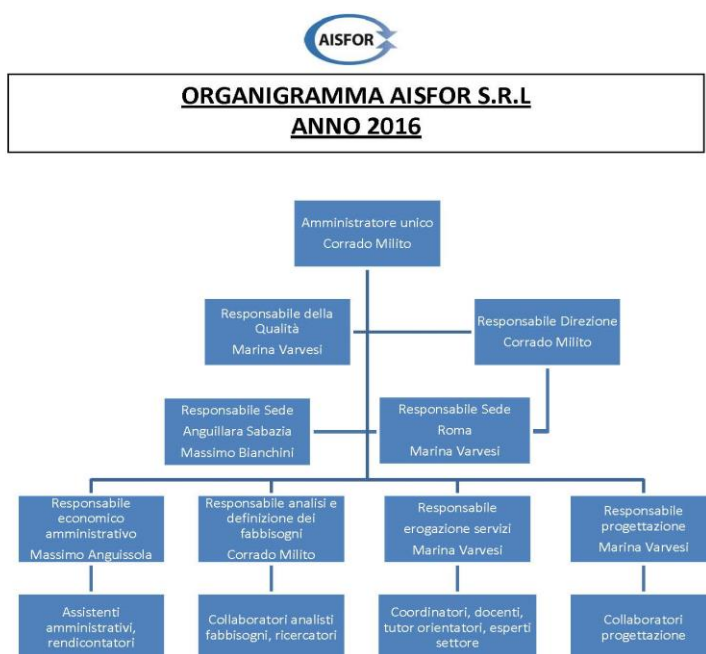 AISFOR
ORGANIGRAMMA AISFOR S.R.L
ANNO 2016
Amministratore unico
Corrado Milito
Responsabile della
Qualità
Marina Varvesi
Responsabile Direzione
Corrado Milito
Responsabile Sede
Anguillara Sabazia
Massimo Bianchini
Responsabile Sede
Roma
Marina Varvesi
Responsabile
economico
amministrativo
Massimo Anguissola
Responsabile analisi e
definizione dei
fabbisogni
Corrado Milito
Responsabile
erogazione servizi
Marina Varvesi
Responsabile
progettazione
Marina Varvesi
Assistenti
amministrativi,
rendicontatori
Collaboratori analisti
fabbisogni, ricercatori
Coordinatori, docenti,
tutor orientatori, esperti
settore
Collaboratori
progettazione